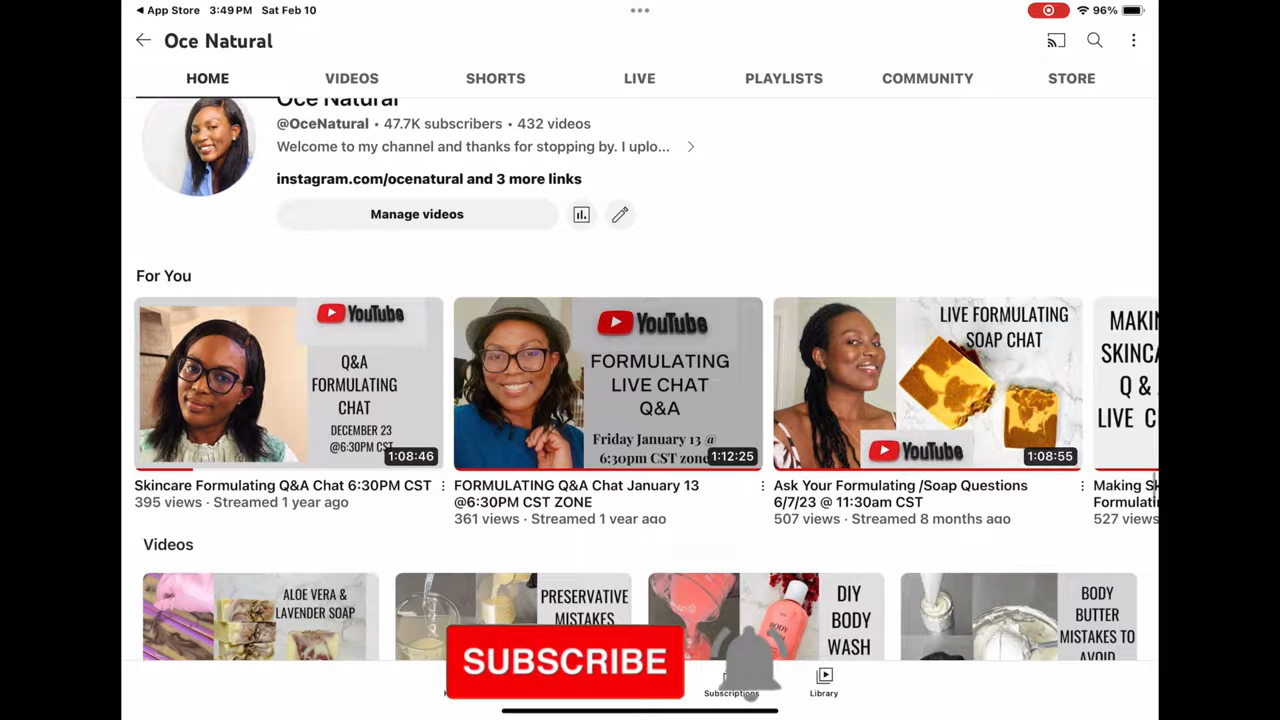 App Store 3:49 PM Sat Feb 10
96%
Oce Natural
HOME VIDEOS SHORTS LIVE PLAYLISTS COMMUNITY STORE
Oce Natural
@OceNatural • 47.7K subscribers • 432 videos
Welcome to my channel and thanks for stopping by. I uplo...
instagram.com/ocenatural and 3 more links
Manage videos
For You
YouTube
Q&A
FORMULATING
CHAT
DECEMBER 23
@6:30PM CST
1:08:46
Skincare Formulating Q&A Chat 6:30PM CST
395 views · Streamed 1 year ago
YouTube
FORMULATING
LIVE CHAT
Q&A
Friday January 13 @
6:30pm CST zone
1:12:25
FORMULATING Q&A Chat January 13
@6:30PM CST ZONE
361 views · Streamed 1 year ago
LIVE FORMULATING
SOAP CHAT
YouTube
1:08:55
Ask Your Formulating /Soap Questions
6/7/23 @ 11:30am CST
507 views · Streamed 8 months ago
Q &
LIVE
Making
527 views
Videos
ALOE VERA &
LAVENDER SOAP
PRESERVATIVE
MISTAKES
DIY
BODY
WASH
BODY
BUTTER
MISTAKES TO
AVOID
SUBSCRIBE
Subscriptions
Library